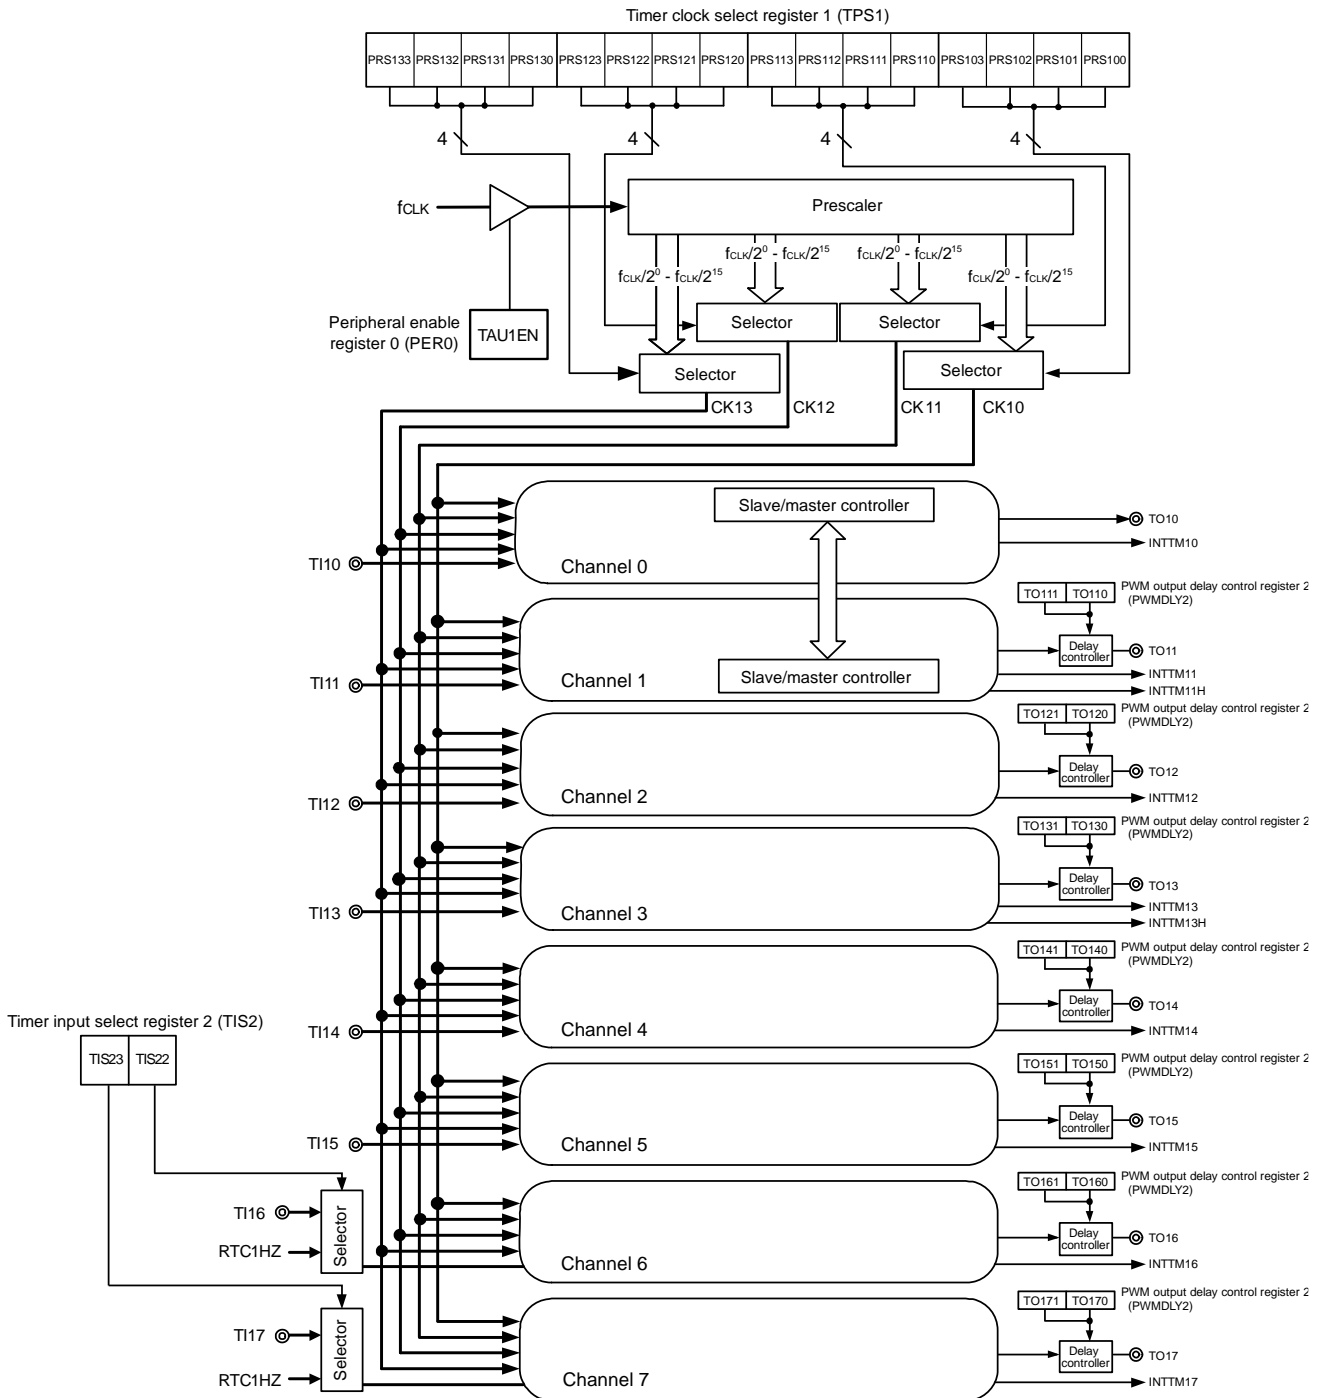 Timer clock select register 1 (TPS1)
PRS133 PRS132 PRS131 PRS130 PRS123 PRS122 PRS121 PRS120 PRS113 PRS112 PRS111 PRS110 PRS103 PRS102 PRS101 PRS100
4 4 4 4
fCLK
Prescaler
fCLK/2⁰ - fCLK/2¹⁵ fCLK/2⁰ - fCLK/2¹⁵
fCLK/2⁰ - fCLK/2¹⁵ fCLK/2⁰ - fCLK/2¹⁵
Peripheral enable
register 0 (PER0)
TAU1EN
Selector Selector
Selector Selector
CK13 CK12 CK11 CK10
Slave/master controller
TO10
INTTM10
TI10
Channel 0
PWM output delay control register 2
(PWMDLY2)
TO111 TO110
Delay
controller
TO11
INTTM11
INTTM11H
TI11
Channel 1
Slave/master controller
PWM output delay control register 2
(PWMDLY2)
TO121 TO120
Delay
controller
TO12
INTTM12
TI12
Channel 2
PWM output delay control register 2
(PWMDLY2)
TO131 TO130
Delay
controller
TO13
INTTM13
INTTM13H
TI13
Channel 3
PWM output delay control register 2
(PWMDLY2)
TO141 TO140
Delay
controller
TO14
INTTM14
TI14
Channel 4
Timer input select register 2 (TIS2)
TIS23 TIS22
PWM output delay control register 2
(PWMDLY2)
TO151 TO150
Delay
controller
TO15
INTTM15
TI15
Channel 5
PWM output delay control register 2
(PWMDLY2)
TO161 TO160
Delay
controller
TO16
INTTM16
TI16
RTC1HZ
Selector
Channel 6
PWM output delay control register 2
(PWMDLY2)
TO171 TO170
Delay
controller
TO17
INTTM17
TI17
RTC1HZ
Selector
Channel 7